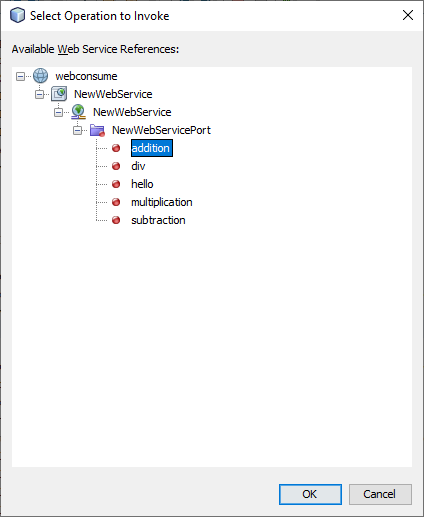 Select Operation to Invoke
Available Web Service References:
webconsume
NewWebService
NewWebService
NewWebServicePort
addition
div
hello
multiplication
subtraction
OK
Cancel